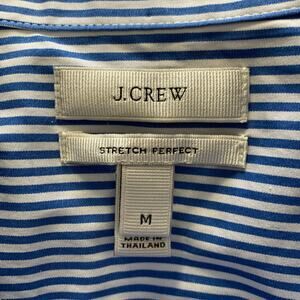 J.CREW
STRETCH PERFECT
M
MADE IN
THAILAND